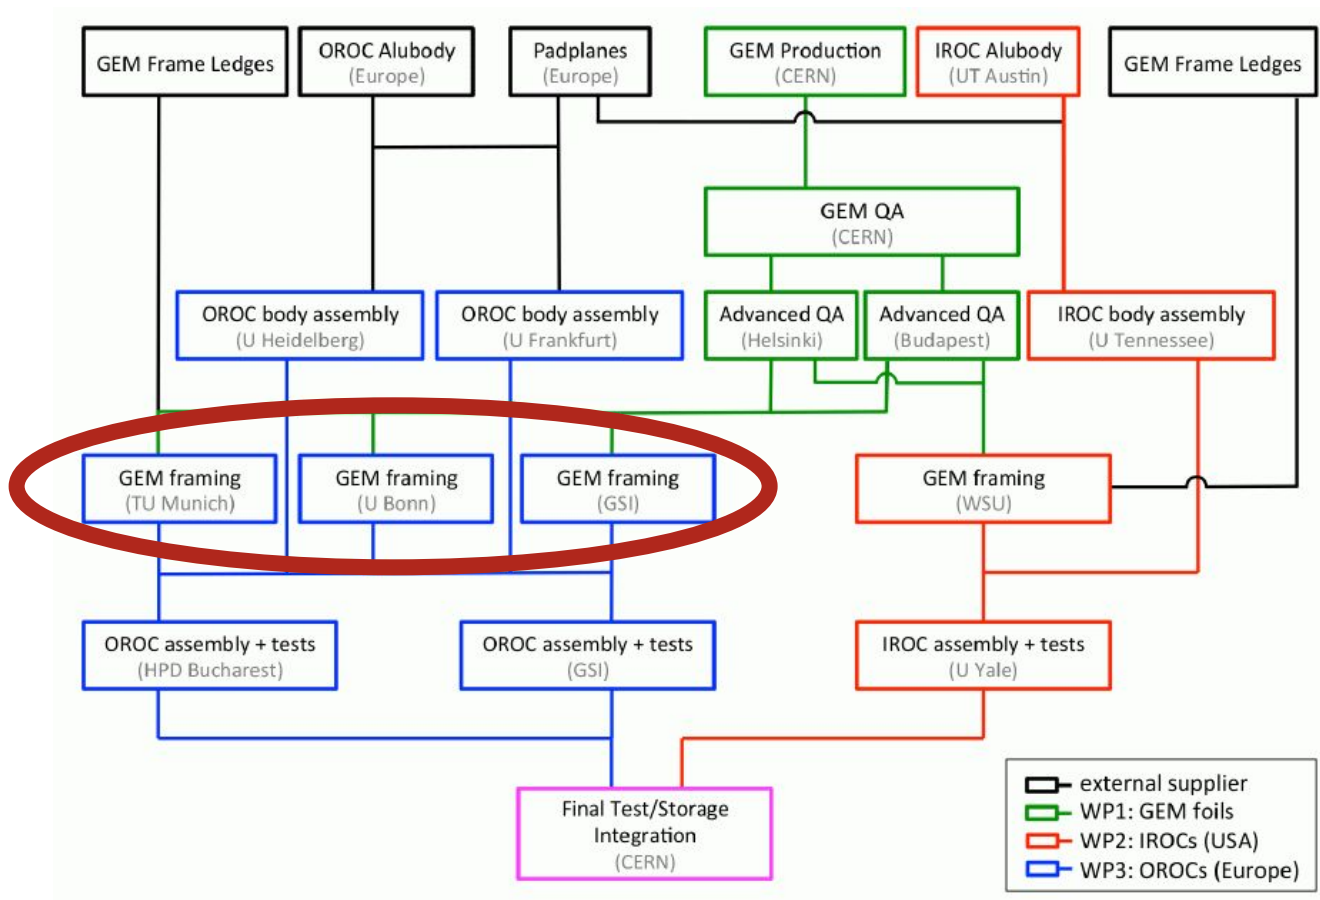 GEM Frame Ledges
OROC Alubody
(Europe)
Padplanes
(Europe)
GEM Production
(CERN)
IROC Alubody
(UT Austin)
GEM Frame Ledges
GEM QA
(CERN)
OROC body assembly
(U Heidelberg)
OROC body assembly
(U Frankfurt)
Advanced QA
(Helsinki)
Advanced QA
(Budapest)
IROC body assembly
(U Tennessee)
GEM framing
(TU Munich)
GEM framing
(U Bonn)
GEM framing
(GSI)
GEM framing
(WSU)
OROC assembly + tests
(HPD Bucharest)
OROC assembly + tests
(GSI)
IROC assembly + tests
(U Yale)
Final Test/Storage
Integration
(CERN)
external supplier
WP1: GEM foils
WP2: IROCs (USA)
WP3: OROCs (Europe)